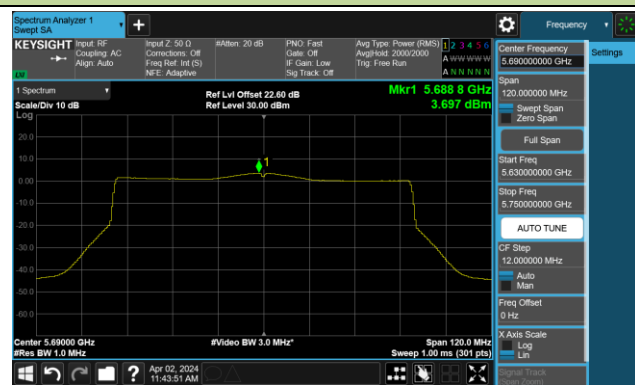 Spectrum Analyzer 1
Swept SA
+
Frequency
KEYSIGHT
Input: RF
Coupling: AC
Align: Auto
Input Z: 50 Ω
Corrections: Off
Freq Ref: Int (S)
NFE: Adaptive
#Atten: 20 dB
PNO: Fast
Gate: Off
IF Gain: Low
Sig Track: Off
Avg Type: Power (RMS)
Avg|Hold: 2000/2000
Trig: Free Run
1 2 3 4 5 6
A W W W W W
A N N N N N
LXI
1 Spectrum
Scale/Div 10 dB
Log
Ref Lvl Offset 22.60 dB
Ref Level 30.00 dBm
Mkr1 5.688 8 GHz
3.697 dBm
20.0
10.0
0.00
-10.0
-20.0
-30.0
-40.0
-50.0
-60.0
1
Center 5.69000 GHz
#Res BW 1.0 MHz
#Video BW 3.0 MHz*
Span 120.0 MHz
Sweep 1.00 ms (301 pts)
Center Frequency
5.690000000 GHz
Settings
Span
120.000000 MHz
Swept Span
Zero Span
Full Span
Start Freq
5.630000000 GHz
Stop Freq
5.750000000 GHz
AUTO TUNE
CF Step
12.000000 MHz
Auto
Man
Freq Offset
0 Hz
X Axis Scale
Log
Lin
Signal Track
(Span Zoom)
?
Apr 02, 2024
11:43:51 AM